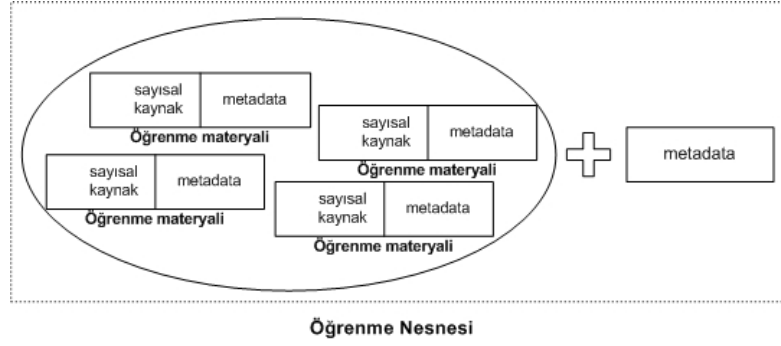 sayısal
kaynak
metadata
Öğrenme materyali
sayısal
kaynak
metadata
Öğrenme materyali
sayısal
kaynak
metadata
Öğrenme materyali
sayısal
kaynak
metadata
Öğrenme materyali
metadata
Öğrenme Nesnesi